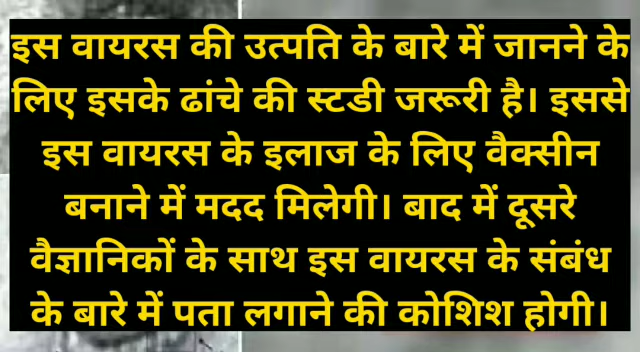 इस वायरस की उत्पति के बारे में जानने के
लिए इसके ढांचे की स्टडी जरूरी है। इससे
इस वायरस के इलाज के लिए वैक्सीन
बनाने में मदद मिलेगी। बाद में दूसरे
वैज्ञानिकों के साथ इस वायरस के संबंध
के बारे में पता लगाने की कोशिश होगी।